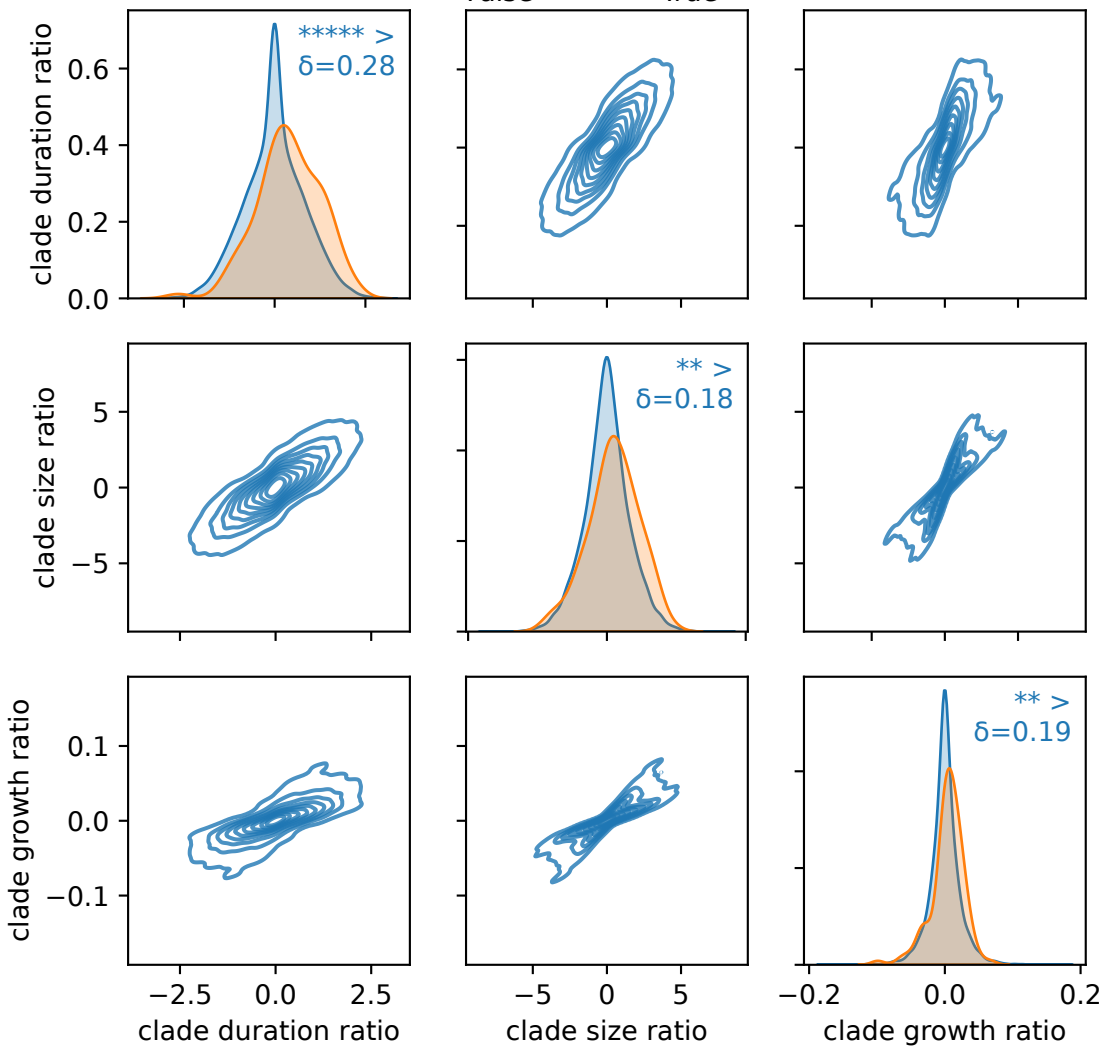 clade duration ratio
0.6
0.4
0.2
0.0
***** >
δ=0.28
clade size ratio
5
0
−5
** >
δ=0.18
clade growth ratio
0.1
0.0
−0.1
** >
δ=0.19
−2.5 0.0 2.5
−5 0 5
−0.2 0.0 0.2
clade duration ratio
clade size ratio
clade growth ratio